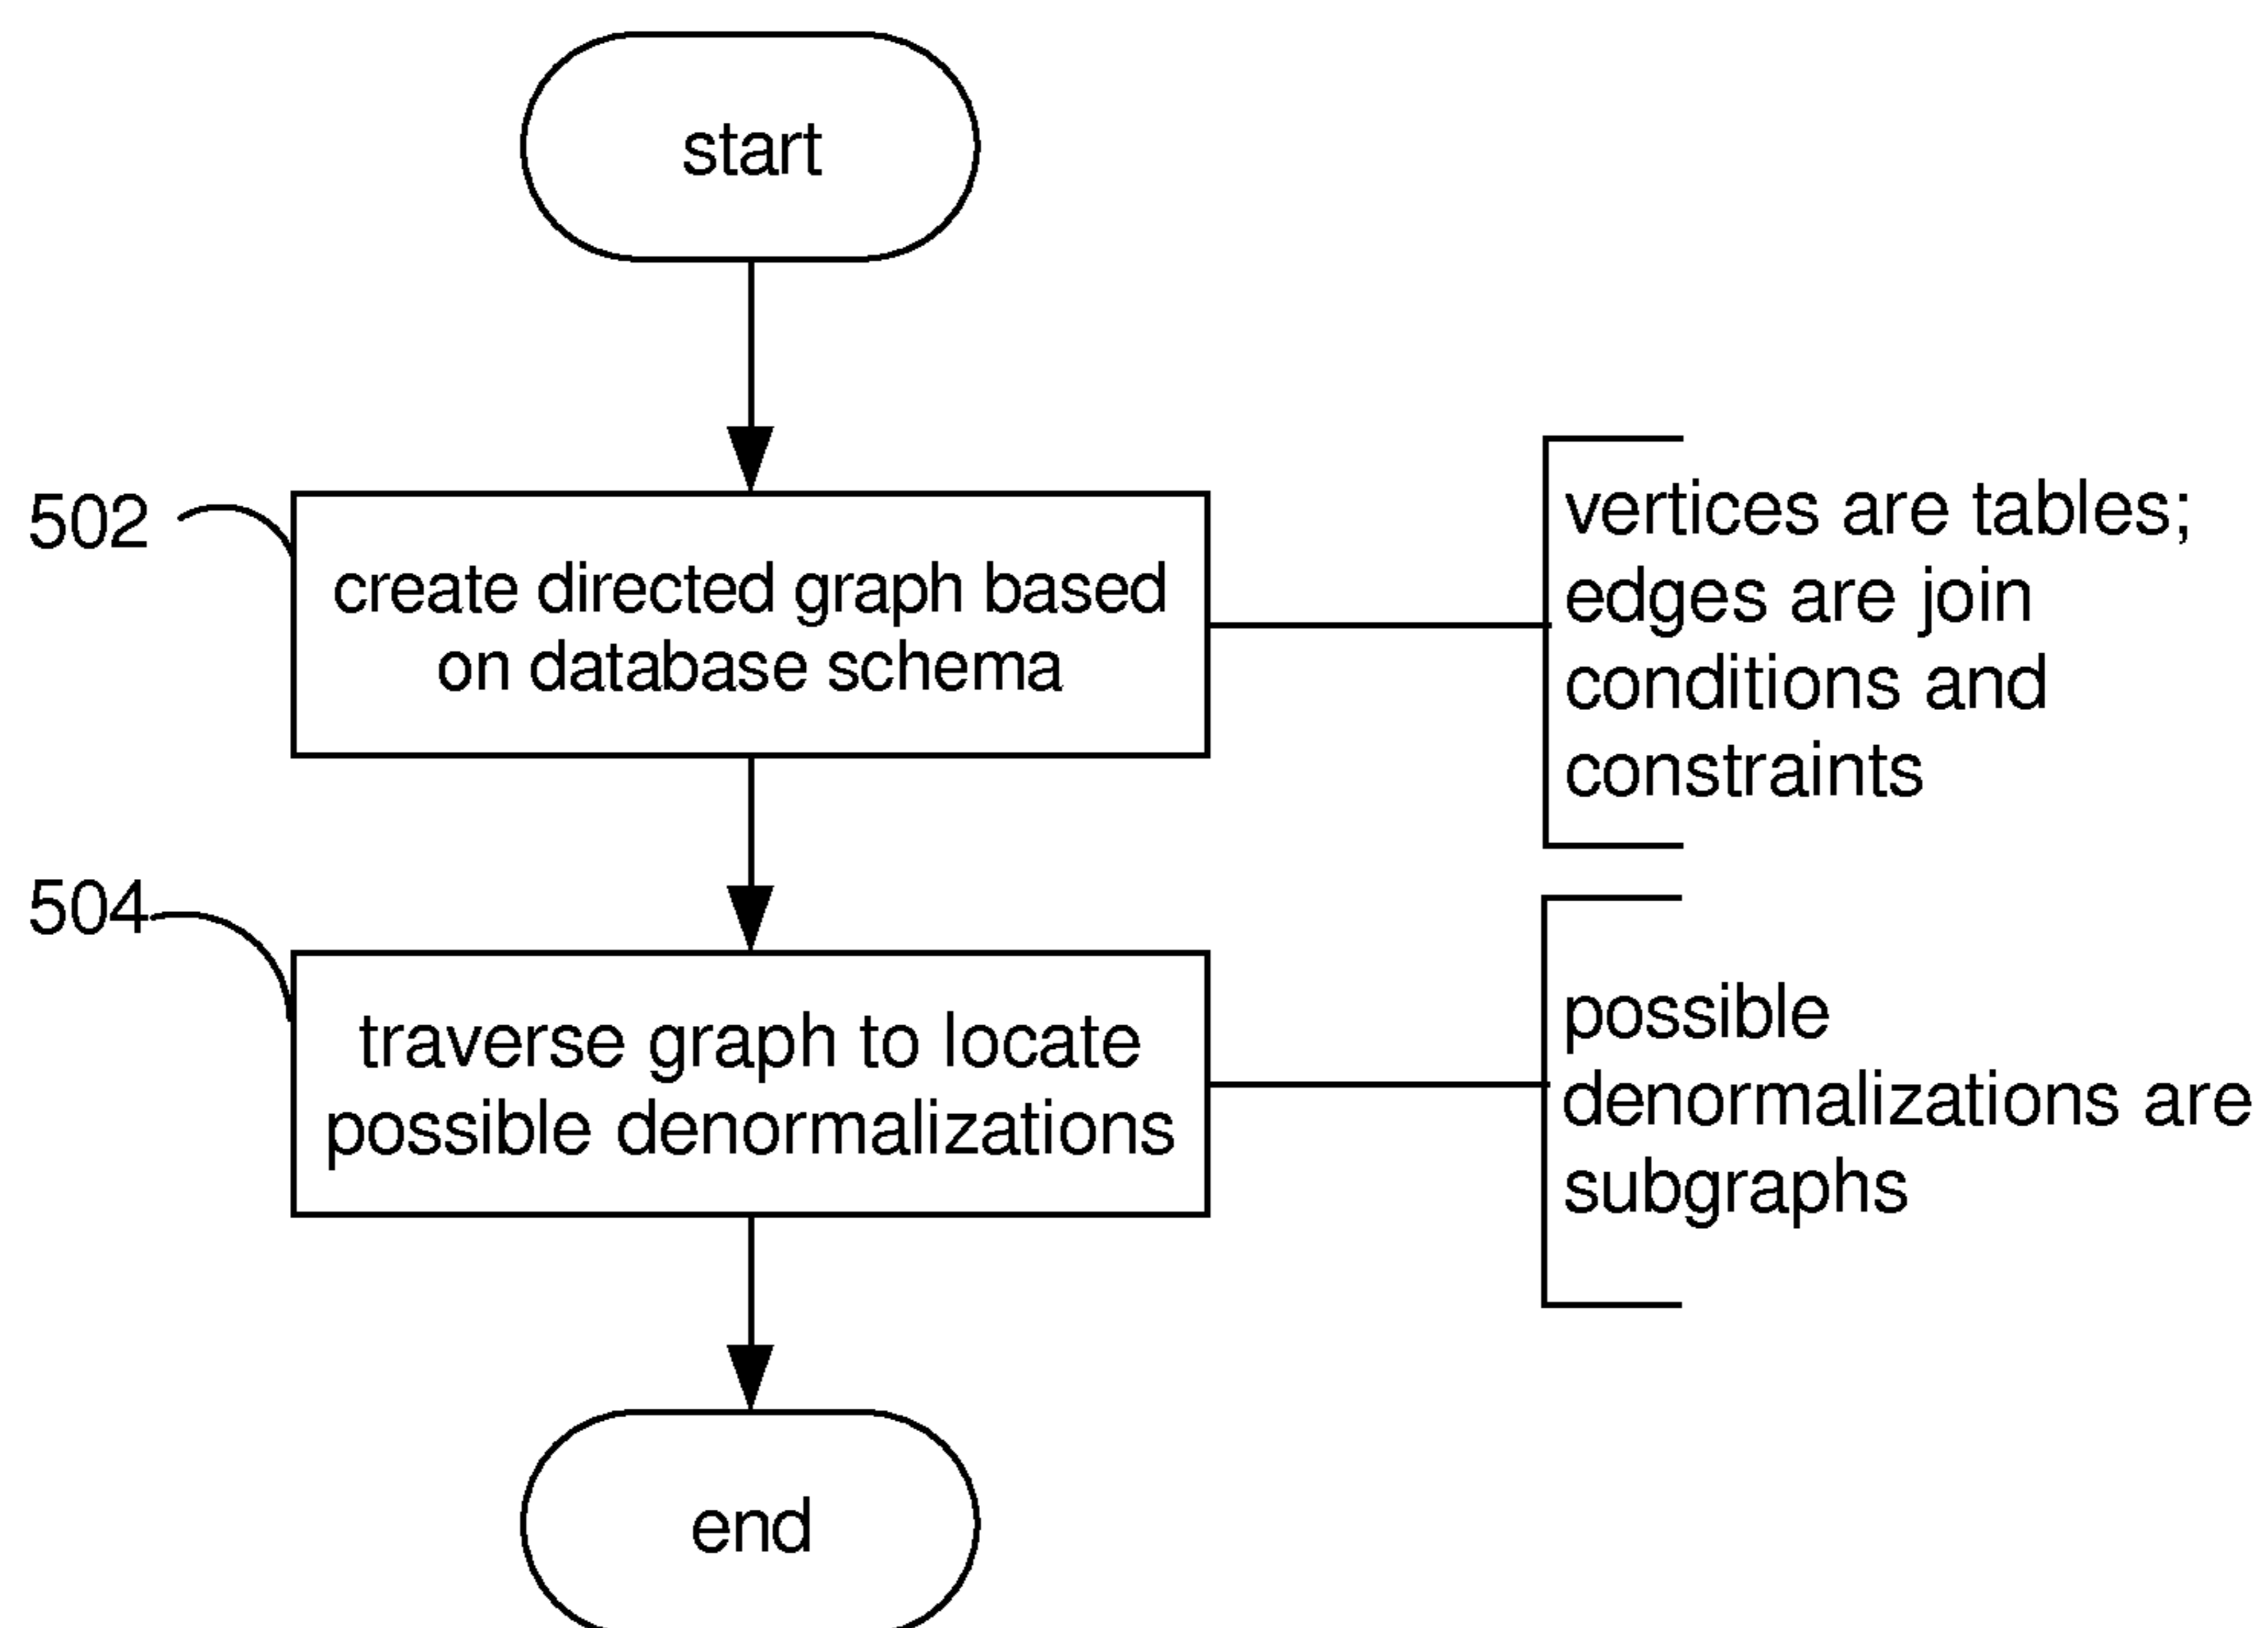 start
502
create directed graph based
on database schema
vertices are tables;
edges are join
conditions and
constraints
504
traverse graph to locate
possible denormalizations
possible
denormalizations are
subgraphs
end